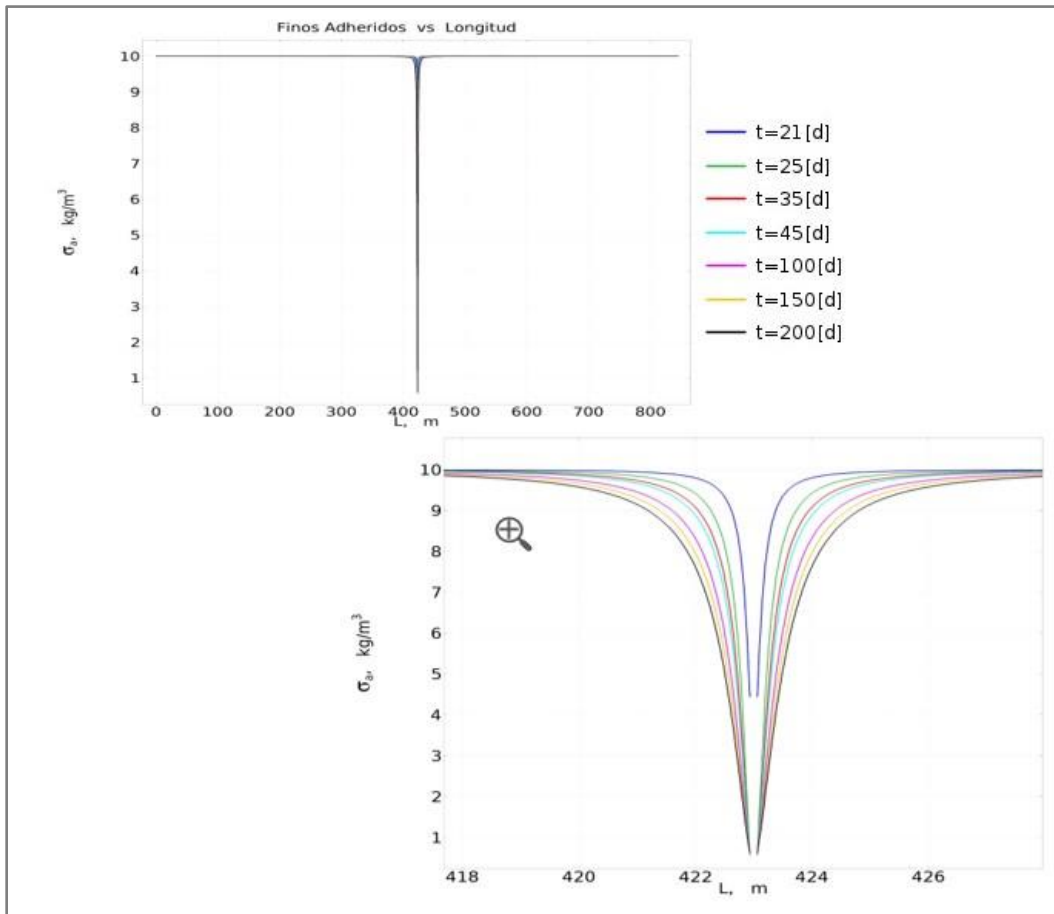 Finos Adheridos vs Longitud
σₐ, kg/m³
10
9
8
7
6
5
4
3
2
1
0 100 200 300 400 500 600 700 800
L, m
t=21[d]
t=25[d]
t=35[d]
t=45[d]
t=100[d]
t=150[d]
t=200[d]
σₐ, kg/m³
10
9
8
7
6
5
4
3
2
1
418 420 422 424 426
L, m